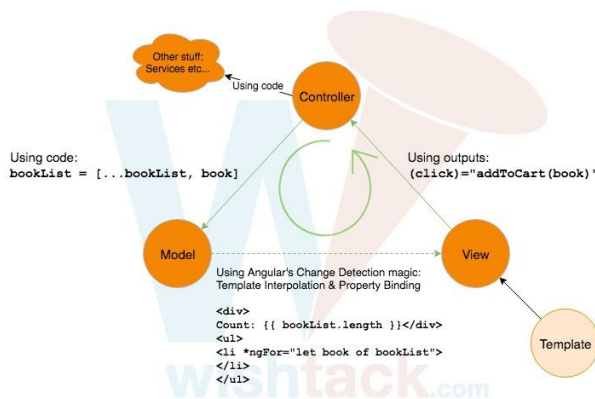 Other stuff:
Services etc...
Using code
Controller
Using code:
bookList = [...bookList, book]
Using outputs:
(click)="addToCart(book)"
Model
View
Using Angular's Change Detection magic:
Template Interpolation & Property Binding
<div>
Count: {{ bookList.length }}</div>
<ul>
<li *ngFor="let book of bookList">
</li>
</ul>
Template
wishtack.com